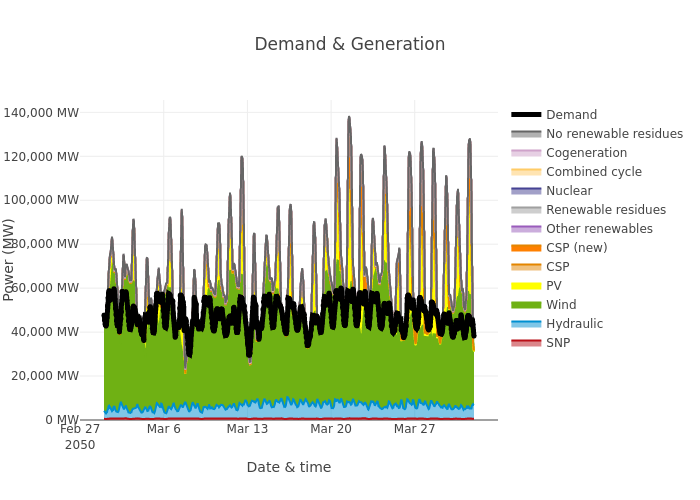 Demand & Generation
140,000 MW
120,000 MW
100,000 MW
80,000 MW
60,000 MW
40,000 MW
20,000 MW
0 MW
Power (MW)
Feb 27
2050
Mar 6
Mar 13
Mar 20
Mar 27
Date & time
Demand
No renewable residues
Cogeneration
Combined cycle
Nuclear
Renewable residues
Other renewables
CSP (new)
CSP
PV
Wind
Hydraulic
SNP